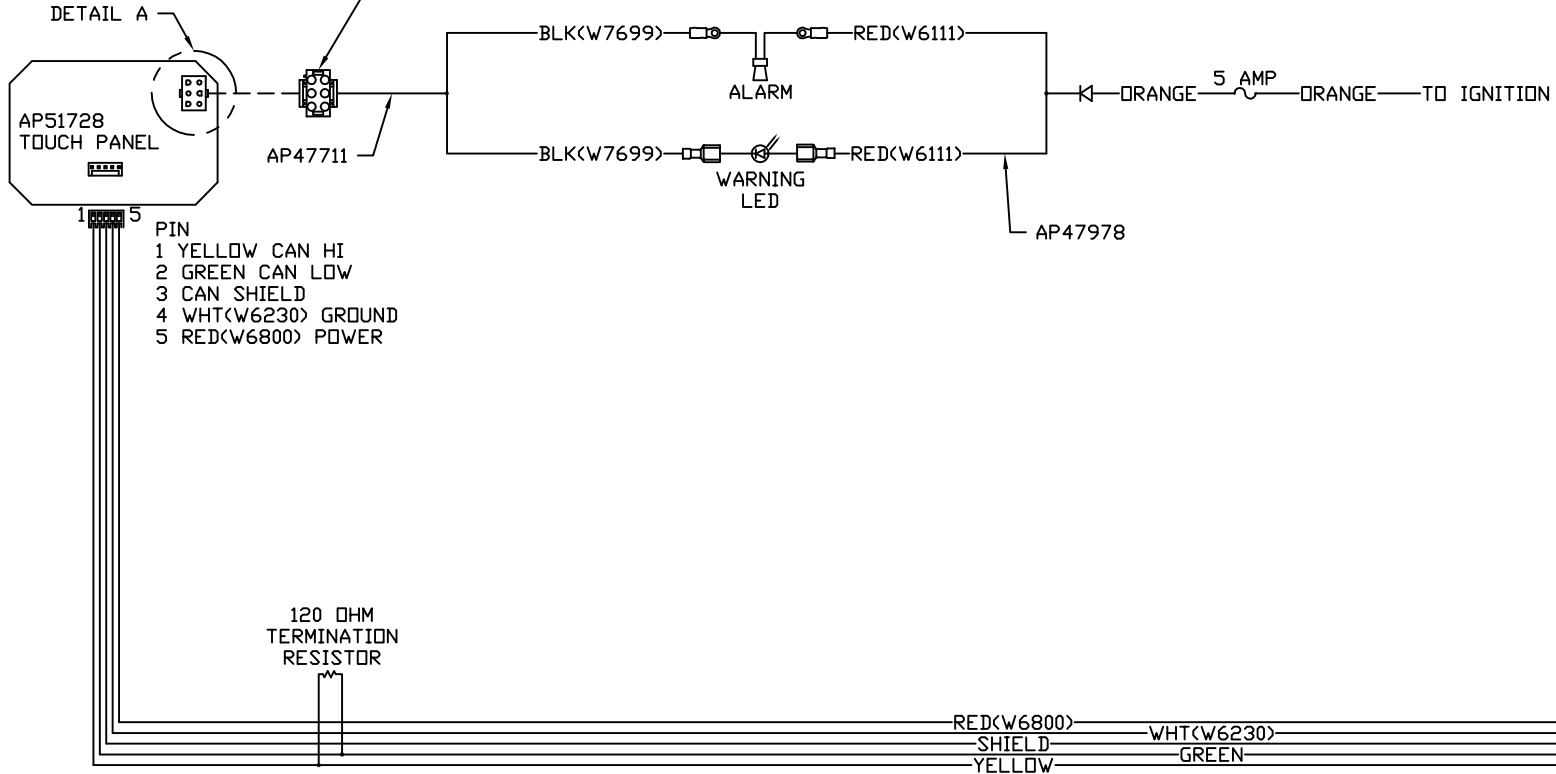 DETAIL A
BLK(W7699)
RED(W6111)
ALARM
5 AMP
ORANGE
ORANGE
TO IGNITION
AP51728
TOUCH PANEL
AP47711
BLK(W7699)
RED(W6111)
WARNING
LED
AP47978
1
5
PIN
1 YELLOW CAN HI
2 GREEN CAN LOW
3 CAN SHIELD
4 WHT(W6230) GROUND
5 RED(W6800) POWER
120 OHM
TERMINATION
RESISTOR
RED(W6800)
WHT(W6230)
SHIELD
GREEN
YELLOW